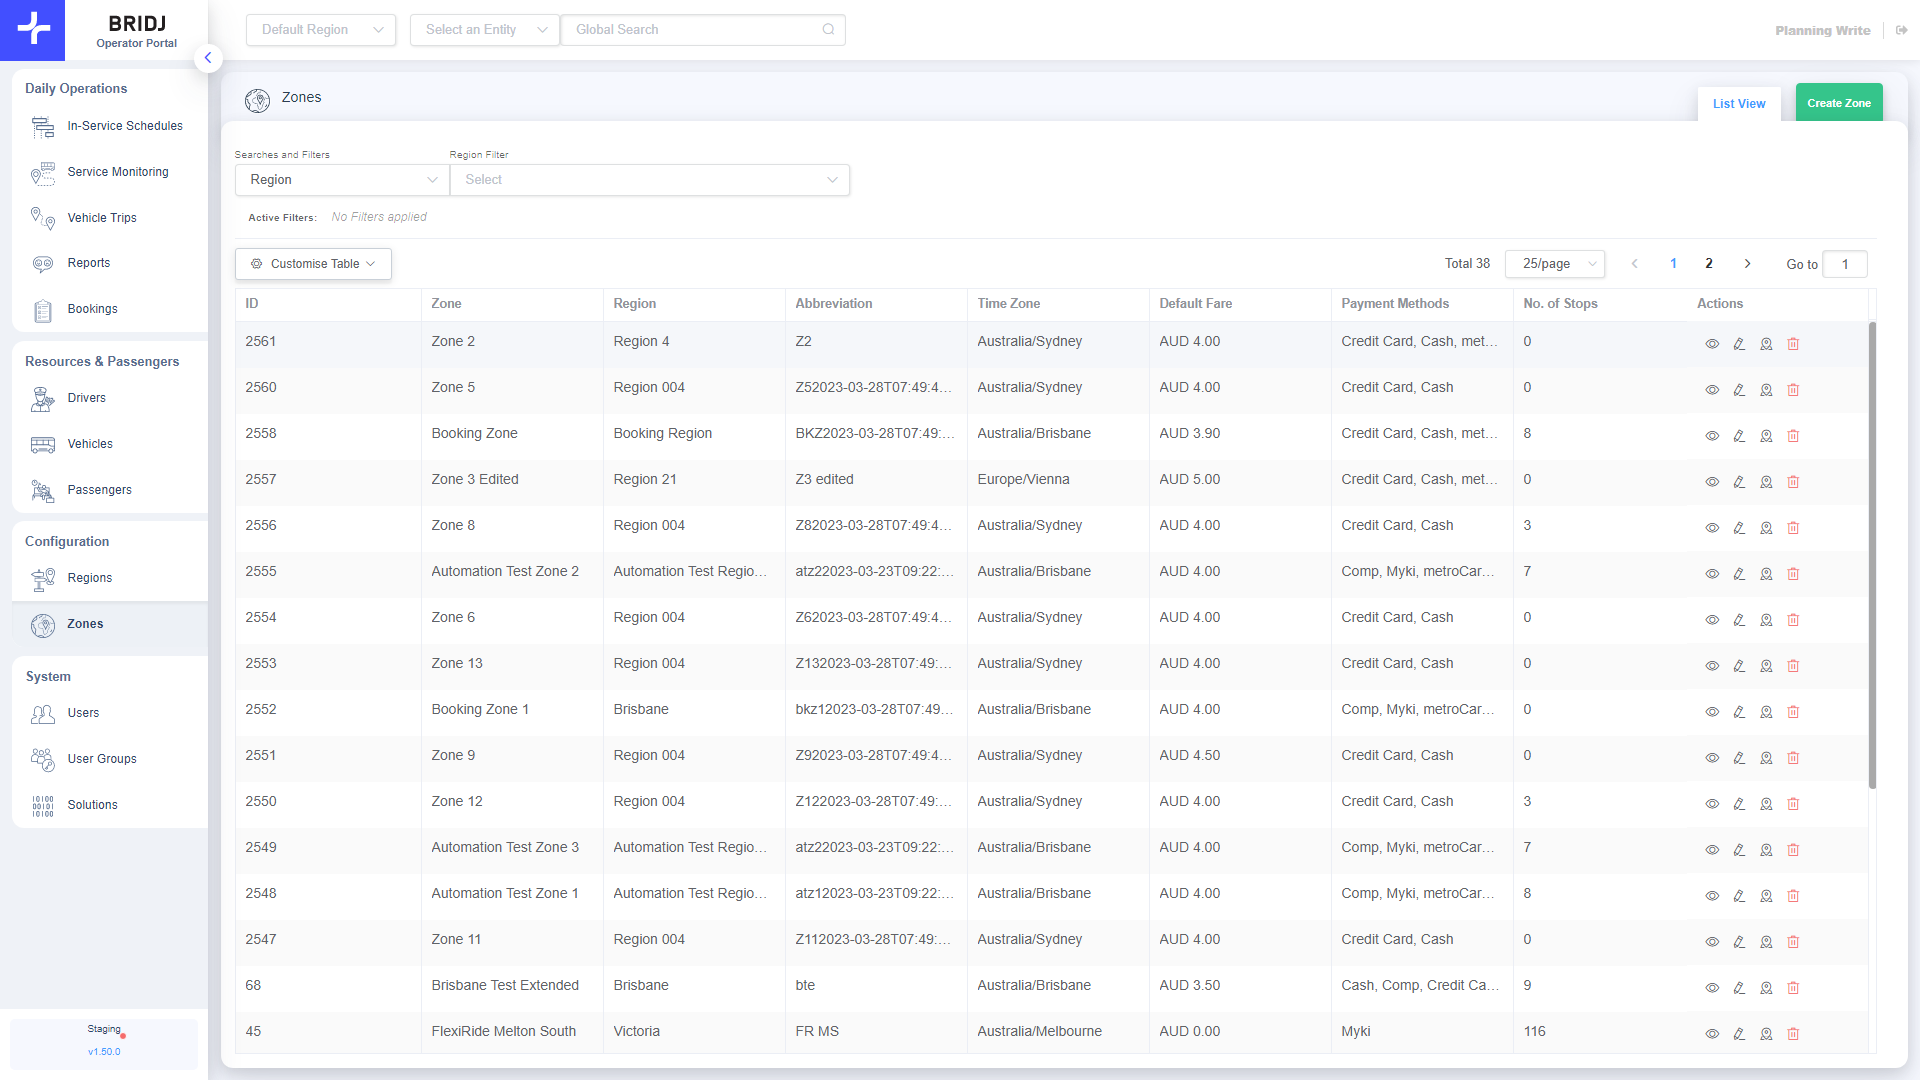 BRIDJ
Operator Portal
Default Region
Select an Entity
Global Search
Planning Write
Daily Operations
In-Service Schedules
Service Monitoring
Vehicle Trips
Reports
Bookings
Resources & Passengers
Drivers
Vehicles
Passengers
Configuration
Regions
Zones
System
Users
User Groups
Solutions
Staging
v1.50.0
Zones
List View
Create Zone
Searches and Filters
Region Filter
Region
Select
Active Filters: No Filters applied
Customise Table
Total 38 25/page 1 2 Go to 1
ID Zone Region Abbreviation Time Zone Default Fare Payment Methods No. of Stops Actions
2561 Zone 2 Region 4 Z2 Australia/Sydney AUD 4.00 Credit Card, Cash, met... 0
2560 Zone 5 Region 004 Z52023-03-28T07:49:4... Australia/Sydney AUD 4.00 Credit Card, Cash 0
2558 Booking Zone Booking Region BKZ2023-03-28T07:49:... Australia/Brisbane AUD 3.90 Credit Card, Cash, met... 8
2557 Zone 3 Edited Region 21 Z3 edited Europe/Vienna AUD 5.00 Credit Card, Cash, met... 0
2556 Zone 8 Region 004 Z82023-03-28T07:49:4... Australia/Sydney AUD 4.00 Credit Card, Cash 3
2555 Automation Test Zone 2 Automation Test Regio... atz22023-03-23T09:22:... Australia/Brisbane AUD 4.00 Comp, Myki, metroCar... 7
2554 Zone 6 Region 004 Z62023-03-28T07:49:4... Australia/Sydney AUD 4.00 Credit Card, Cash 0
2553 Zone 13 Region 004 Z132023-03-28T07:49:... Australia/Sydney AUD 4.00 Credit Card, Cash 0
2552 Booking Zone 1 Brisbane bkz12023-03-28T07:49... Australia/Brisbane AUD 4.00 Comp, Myki, metroCar... 0
2551 Zone 9 Region 004 Z92023-03-28T07:49:4... Australia/Sydney AUD 4.50 Credit Card, Cash 0
2550 Zone 12 Region 004 Z122023-03-28T07:49:... Australia/Sydney AUD 4.00 Credit Card, Cash 3
2549 Automation Test Zone 3 Automation Test Regio... atz22023-03-23T09:22:... Australia/Brisbane AUD 4.00 Comp, Myki, metroCar... 7
2548 Automation Test Zone 1 Automation Test Regio... atz12023-03-23T09:22:... Australia/Brisbane AUD 4.00 Comp, Myki, metroCar... 8
2547 Zone 11 Region 004 Z112023-03-28T07:49:... Australia/Sydney AUD 4.00 Credit Card, Cash 0
68 Brisbane Test Extended Brisbane bte Australia/Brisbane AUD 3.50 Cash, Comp, Credit Ca... 9
45 FlexiRide Melton South Victoria FR MS Australia/Melbourne AUD 0.00 Myki 116